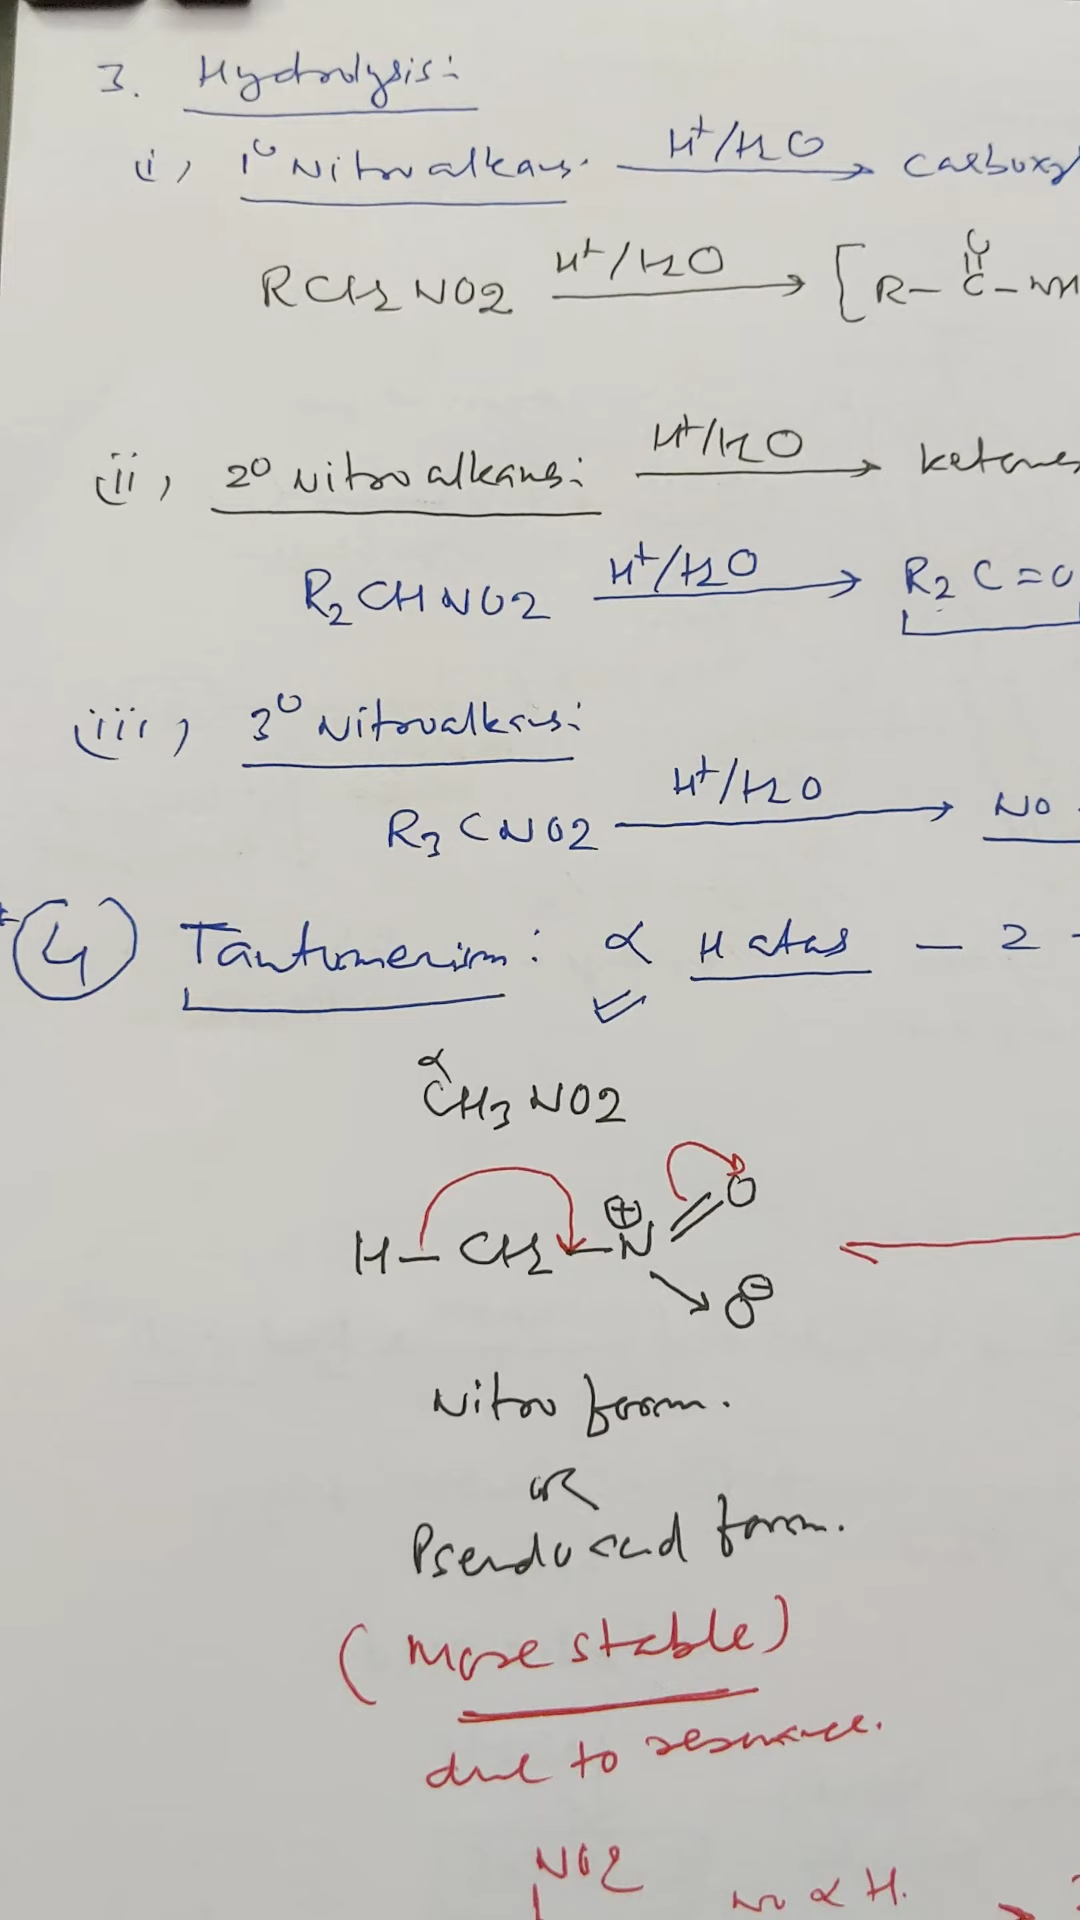 3. Hydrolysis:
i) 1° Nitroalkans. H+/H2O → carboxy
RCH2NO2 H+/H2O → [R-C-NH
O
ii) 2° Nitroalkans: H+/H2O → ketones
R2CHNO2 H+/H2O → R2C=O
iii) 3° Nitroalkans:
R3CNO2 H+/H2O → NO
4 Tautomerism: α H atoms - 2 -
α
CH3NO2
H-CH2-N⊕=O
O⊖
Nitro form.
OR
Pseudo acid form.
(More stable)
due to resonance.
NO2
no α H. →